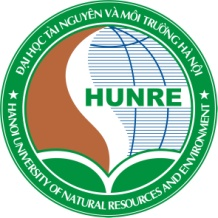 ĐẠI HỌC TÀI NGUYÊN VÀ MÔI TRƯỜNG HÀ NỘI
HUNRE
HANOI UNIVERSITY OF NATURAL RESOURCES AND ENVIRONMENT